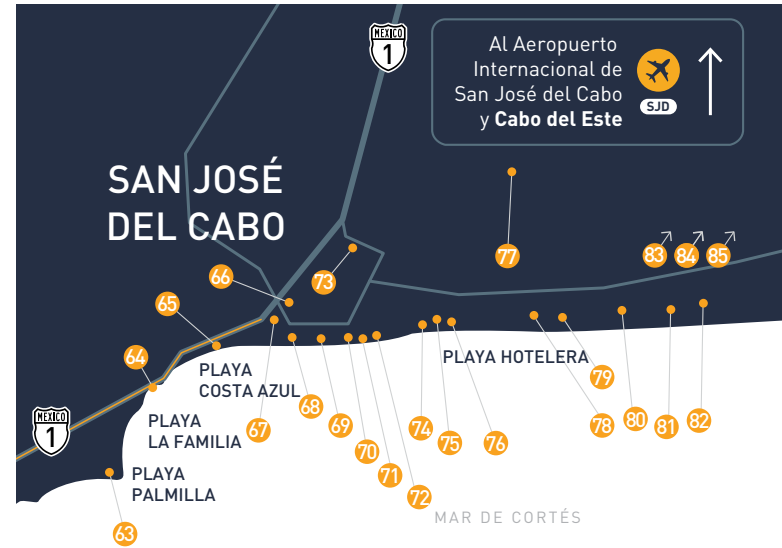 MEXICO
1
Al Aeropuerto
Internacional de
San José del Cabo
y Cabo del Este
SJD
SAN JOSÉ
DEL CABO
77
83
84
85
66
73
65
64
PLAYA
COSTA AZUL
PLAYA HOTELERA
79
MEXICO
1
PLAYA
LA FAMILIA
67
68
69
70
71
72
74
75
76
78
80
81
82
PLAYA
PALMILLA
63
MAR DE CORTÉS